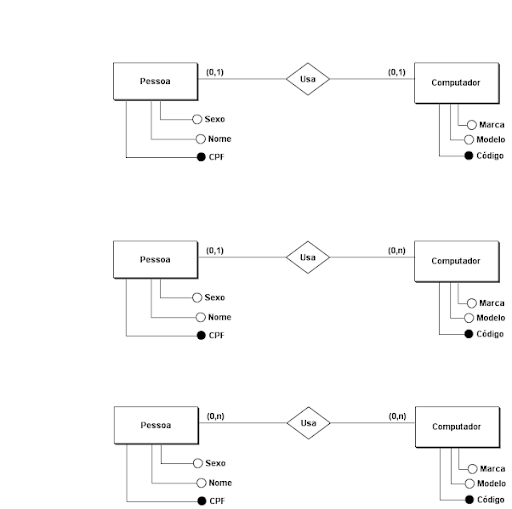 (0,1) (0,1)
Pessoa Usa Computador
Sexo Marca
Nome Modelo
CPF Código
(0,1) (0,n)
Pessoa Usa Computador
Sexo Marca
Nome Modelo
CPF Código
(0,n) (0,n)
Pessoa Usa Computador
Sexo Marca
Nome Modelo
CPF Código